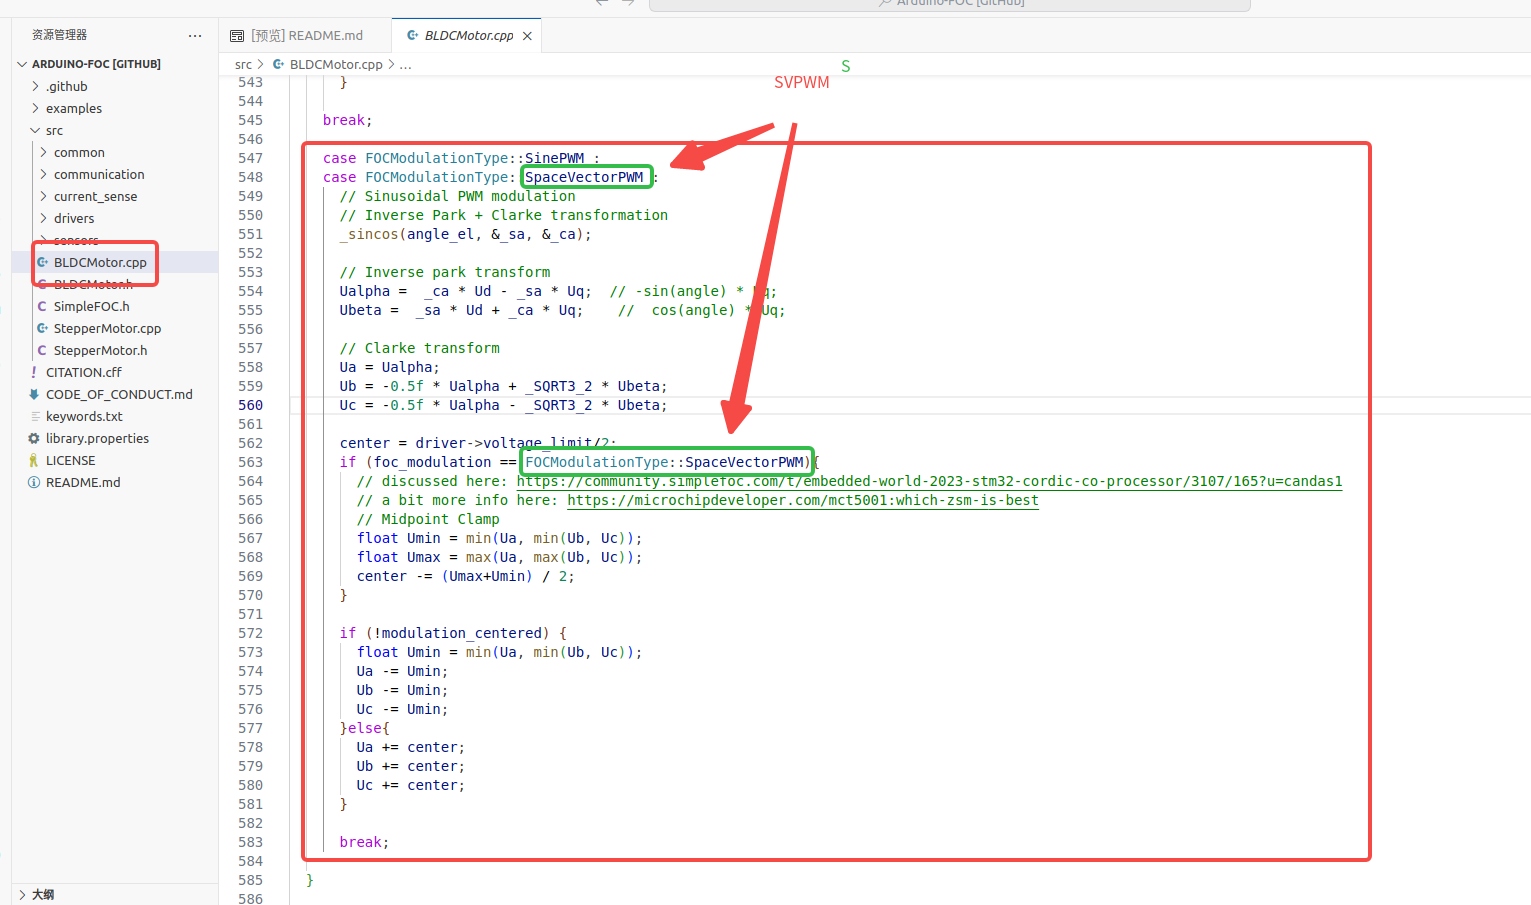 Arduino-FOC [GitHub]
资源管理器
[预览] README.md
BLDCMotor.cpp
ARDUINO-FOC [GITHUB]
.github
examples
src
common
communication
current_sense
drivers
sensors
BLDCMotor.cpp
BLDCMotor.h
SimpleFOC.h
StepperMotor.cpp
StepperMotor.h
CITATION.cff
CODE_OF_CONDUCT.md
keywords.txt
library.properties
LICENSE
README.md
大纲
src > BLDCMotor.cpp > ...
S
SVPWM
543 }
544
545 break;
546
547 case FOCModulationType::SinePWM :
548 case FOCModulationType: SpaceVectorPWM :
549 // Sinusoidal PWM modulation
550 // Inverse Park + Clarke transformation
551 _sincos(angle_el, &_sa, &_ca);
552
553 // Inverse park transform
554 Ualpha = _ca * Ud - _sa * Uq; // -sin(angle) * Uq;
555 Ubeta = _sa * Ud + _ca * Uq; // cos(angle) * Uq;
556
557 // Clarke transform
558 Ua = Ualpha;
559 Ub = -0.5f * Ualpha + _SQRT3_2 * Ubeta;
560 Uc = -0.5f * Ualpha - _SQRT3_2 * Ubeta;
561
562 center = driver->voltage_limit/2;
563 if (foc_modulation == FOCModulationType::SpaceVectorPWM){
564 // discussed here: https://community.simplefoc.com/t/embedded-world-2023-stm32-cordic-co-processor/3107/165?u=candas1
565 // a bit more info here: https://microchipdeveloper.com/mct5001:which-zsm-is-best
566 // Midpoint Clamp
567 float Umin = min(Ua, min(Ub, Uc));
568 float Umax = max(Ua, max(Ub, Uc));
569 center -= (Umax+Umin) / 2;
570 }
571
572 if (!modulation_centered) {
573 float Umin = min(Ua, min(Ub, Uc));
574 Ua -= Umin;
575 Ub -= Umin;
576 Uc -= Umin;
577 }else{
578 Ua += center;
579 Ub += center;
580 Uc += center;
581 }
582
583 break;
584
585 }
586